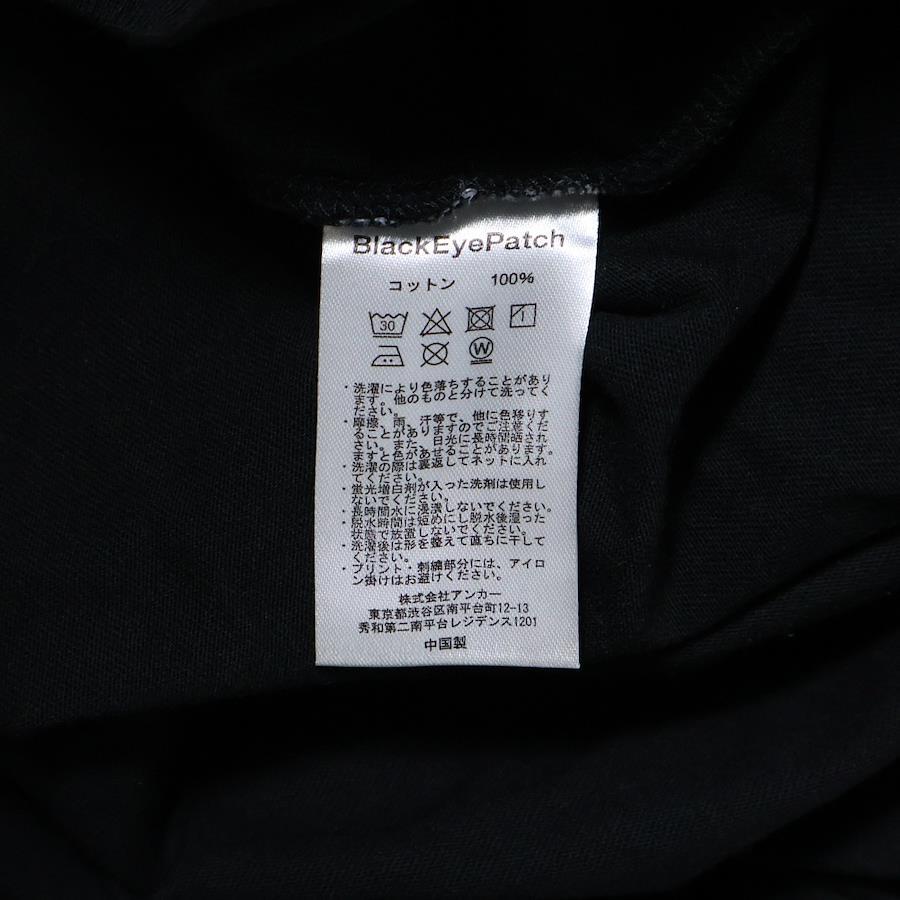 BlackEyePatch
コットン 100%
30
W
・洗濯により色落ちすることがあり
ます。他のものと分けて洗ってく
ださい。
・摩擦、雨、汗等で、他に色移りす
ることがありますのでご注意くだ
さい。また、日光に長時間晒され
ますと色があせることがあります。
・洗濯の際は裏返してネットに入れ
てください。
・蛍光増白剤が入った洗剤は使用し
ないでください。
・長時間水に浸漬しないでください。
・脱水時間は短めにし脱水後湿った
状態で放置しないでください。
・洗濯後は形を整えて直ちに干して
ください。
・プリント・刺繍部分には、アイロ
ン掛けはお避けください。
株式会社アンカー
東京都渋谷区南平台町12-13
秀和第二南平台レジデンス1201
中国製